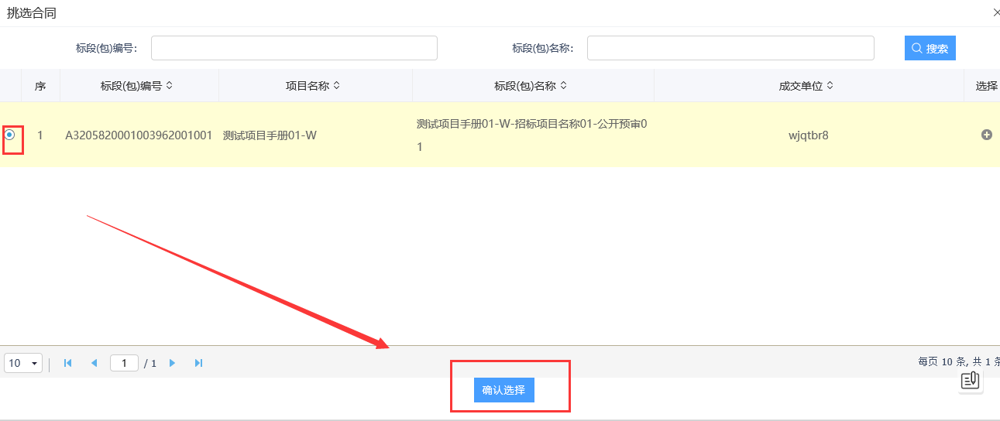 挑选合同
标段(包)编号: 标段(包)名称: 搜索
序 标段(包)编号 项目名称 标段(包)名称 成交单位 选择
1 A3205820001003962001001 测试项目手册01-W 测试项目手册01-W-招标项目名称01-公开预审0 wjqtbr8
1
10 1 / 1 每页 10 条, 共 1 条
确认选择